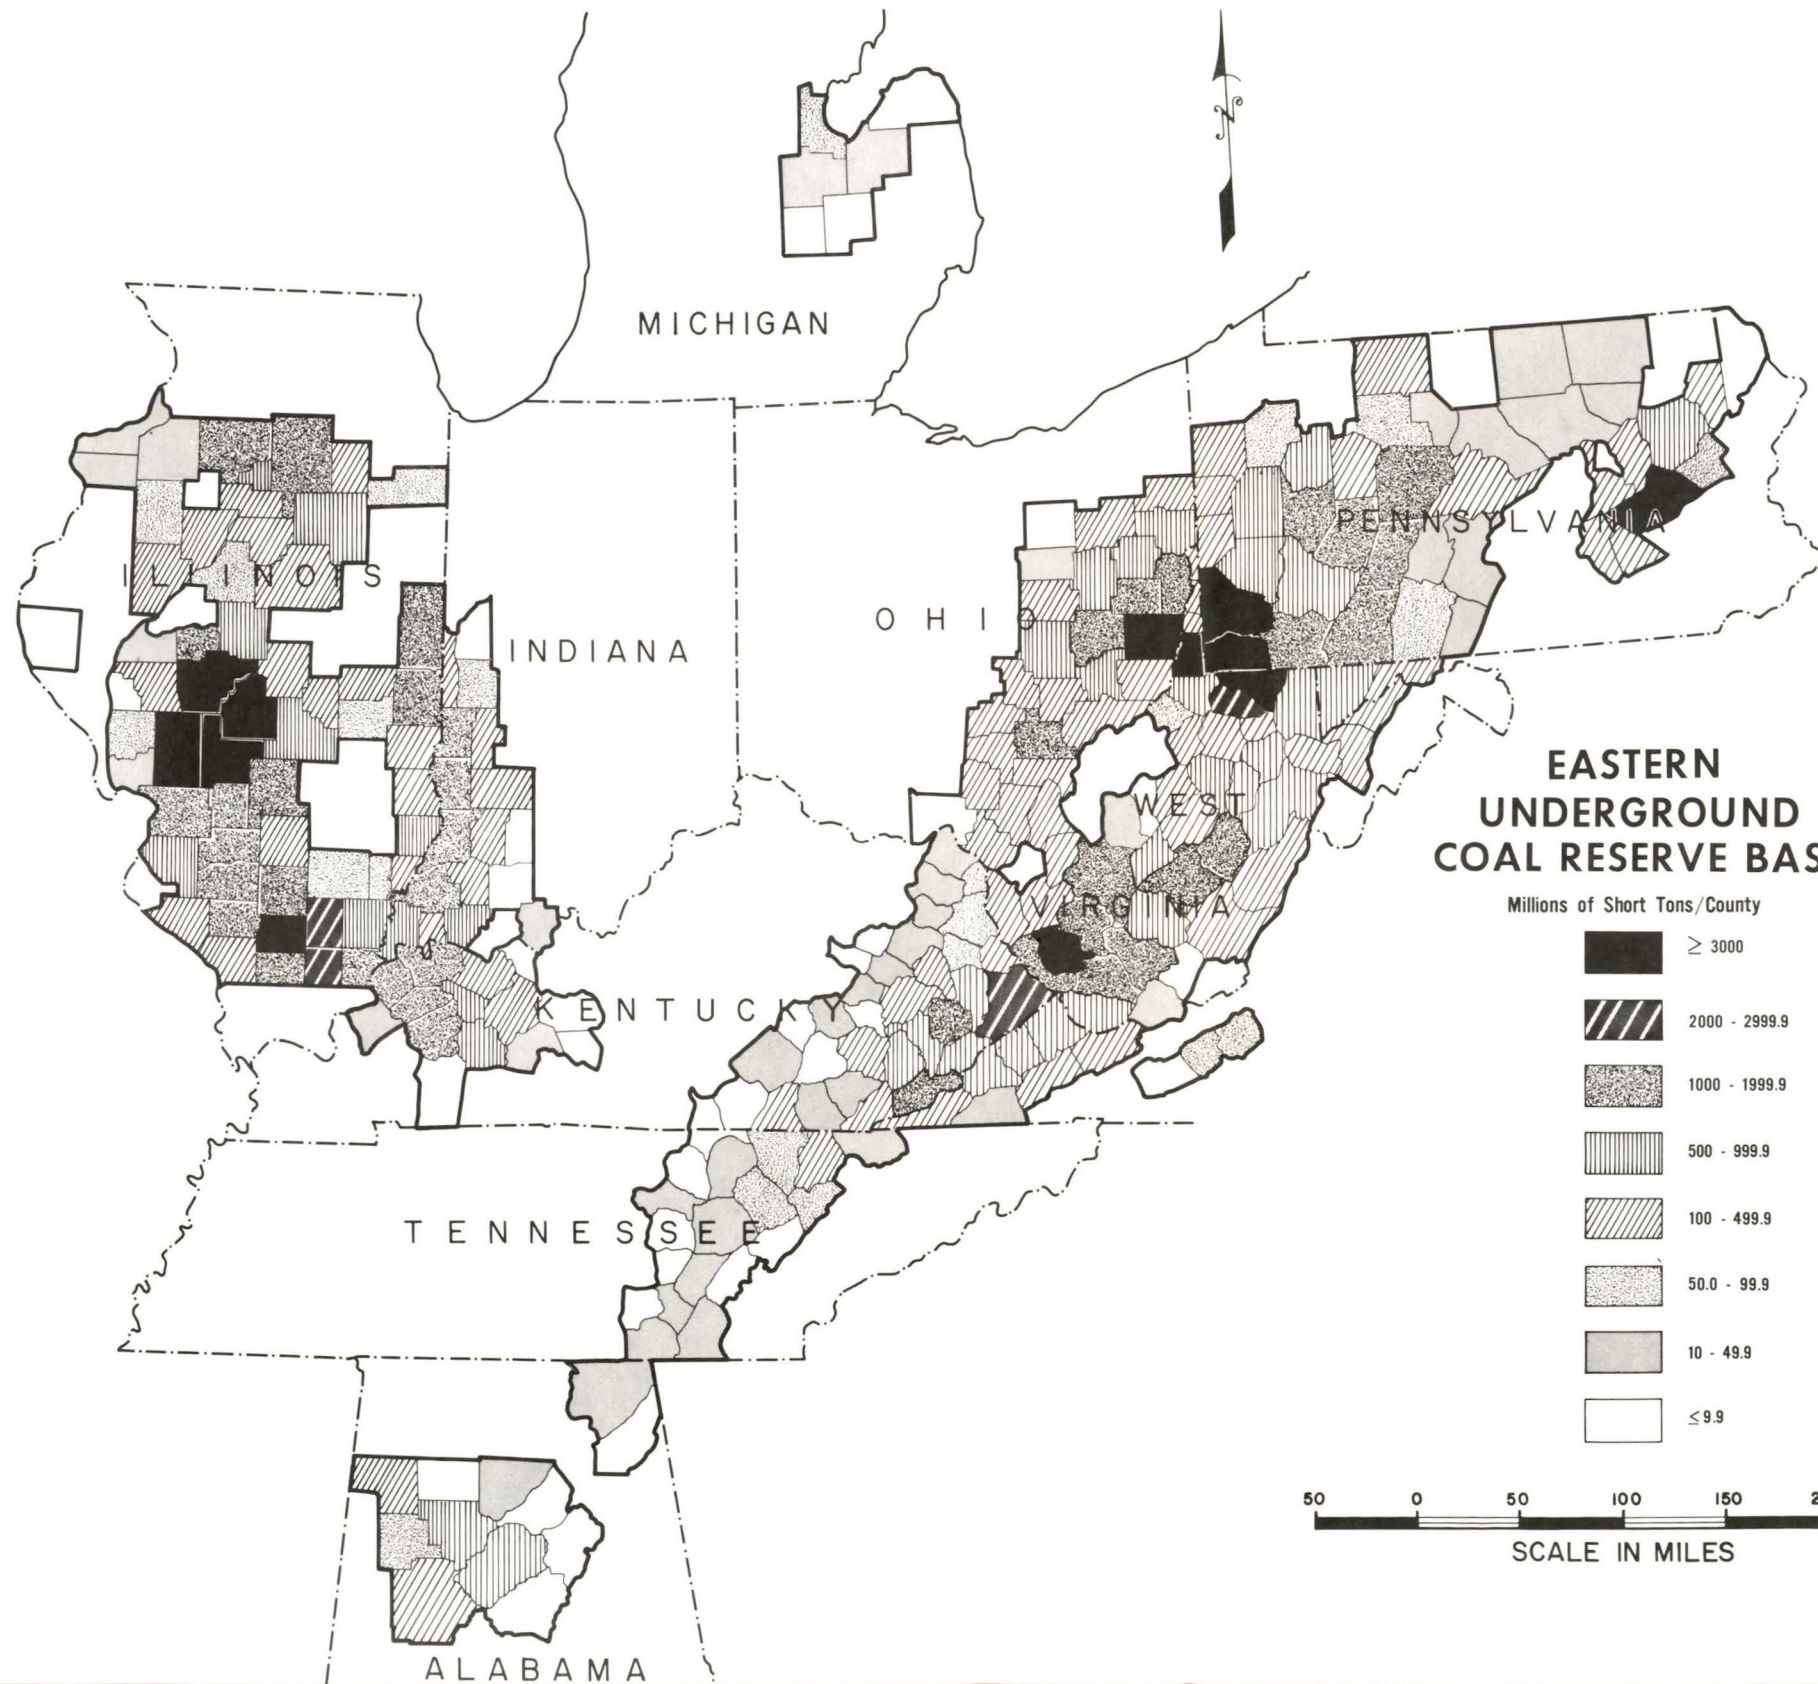 N
MICHIGAN
ILLINOIS
PENNSYLVANIA
OHIO
INDIANA
EASTERN
UNDERGROUND
COAL RESERVE BAS
WEST
VIRGINIA
KENTUCKY
TENNESSEE
ALABAMA
Millions of Short Tons/County
≥ 3000
2000 - 2999.9
1000 - 1999.9
500 - 999.9
100 - 499.9
50.0 - 99.9
10 - 49.9
≤ 9.9
50 0 50 100 150 2
SCALE IN MILES